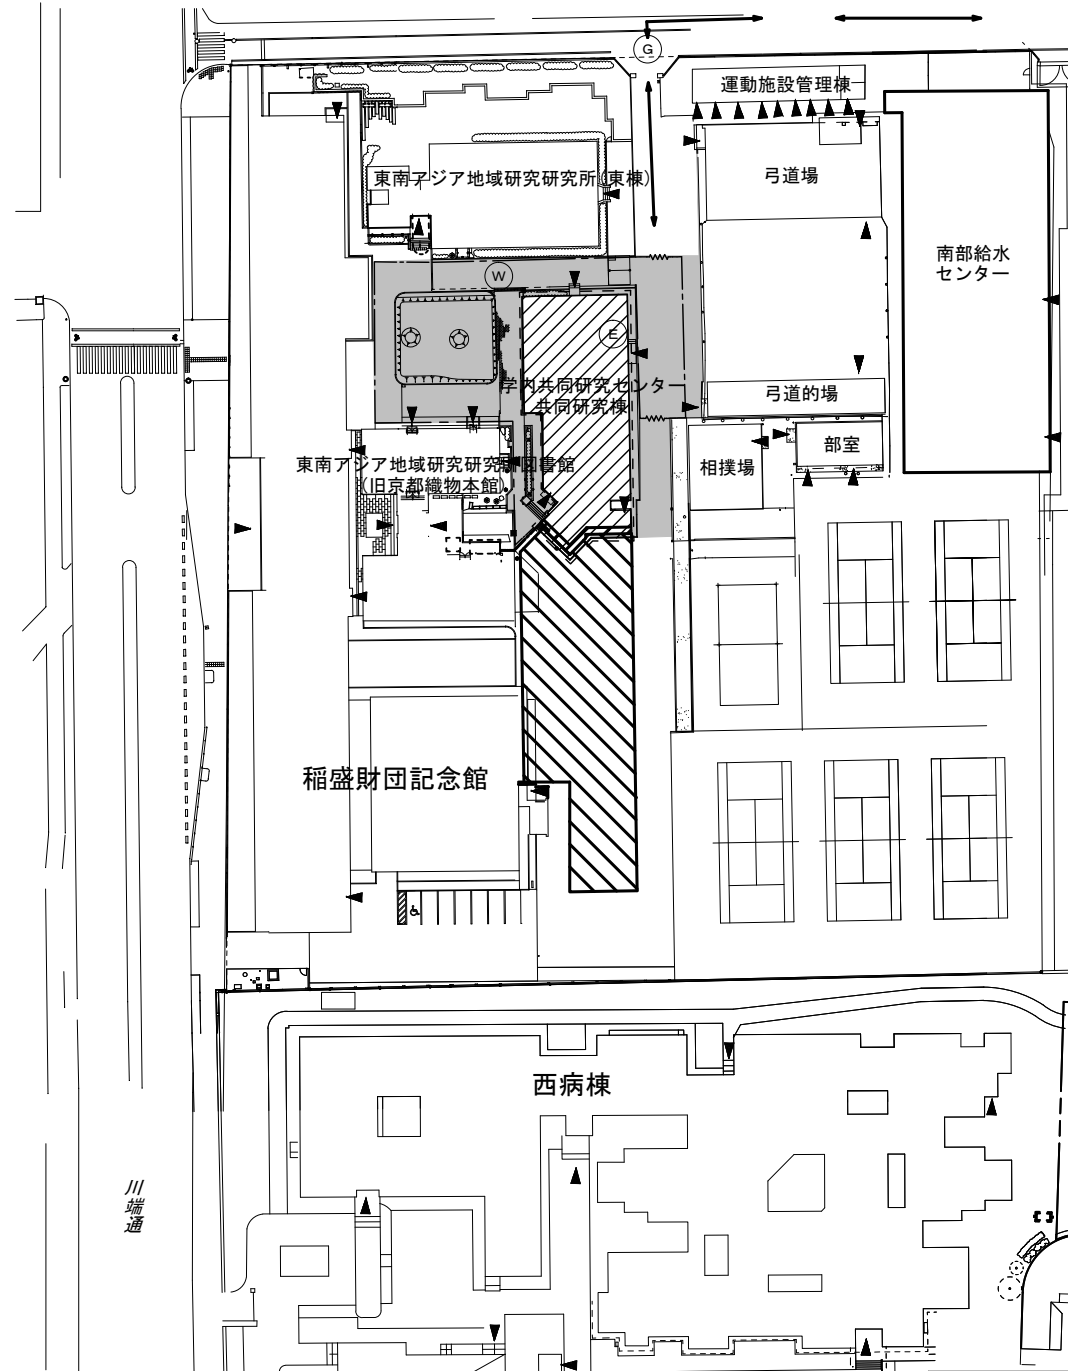 G
運動施設管理棟
東南アジア地域研究研究所(東棟)
弓道場
南部給水
センター
W
E
学内共同研究センター
共同研究棟
弓道的場
東南アジア地域研究研究所図書館
(旧京都織物本館)
相撲場
部室
稲盛財団記念館
西病棟
川端通